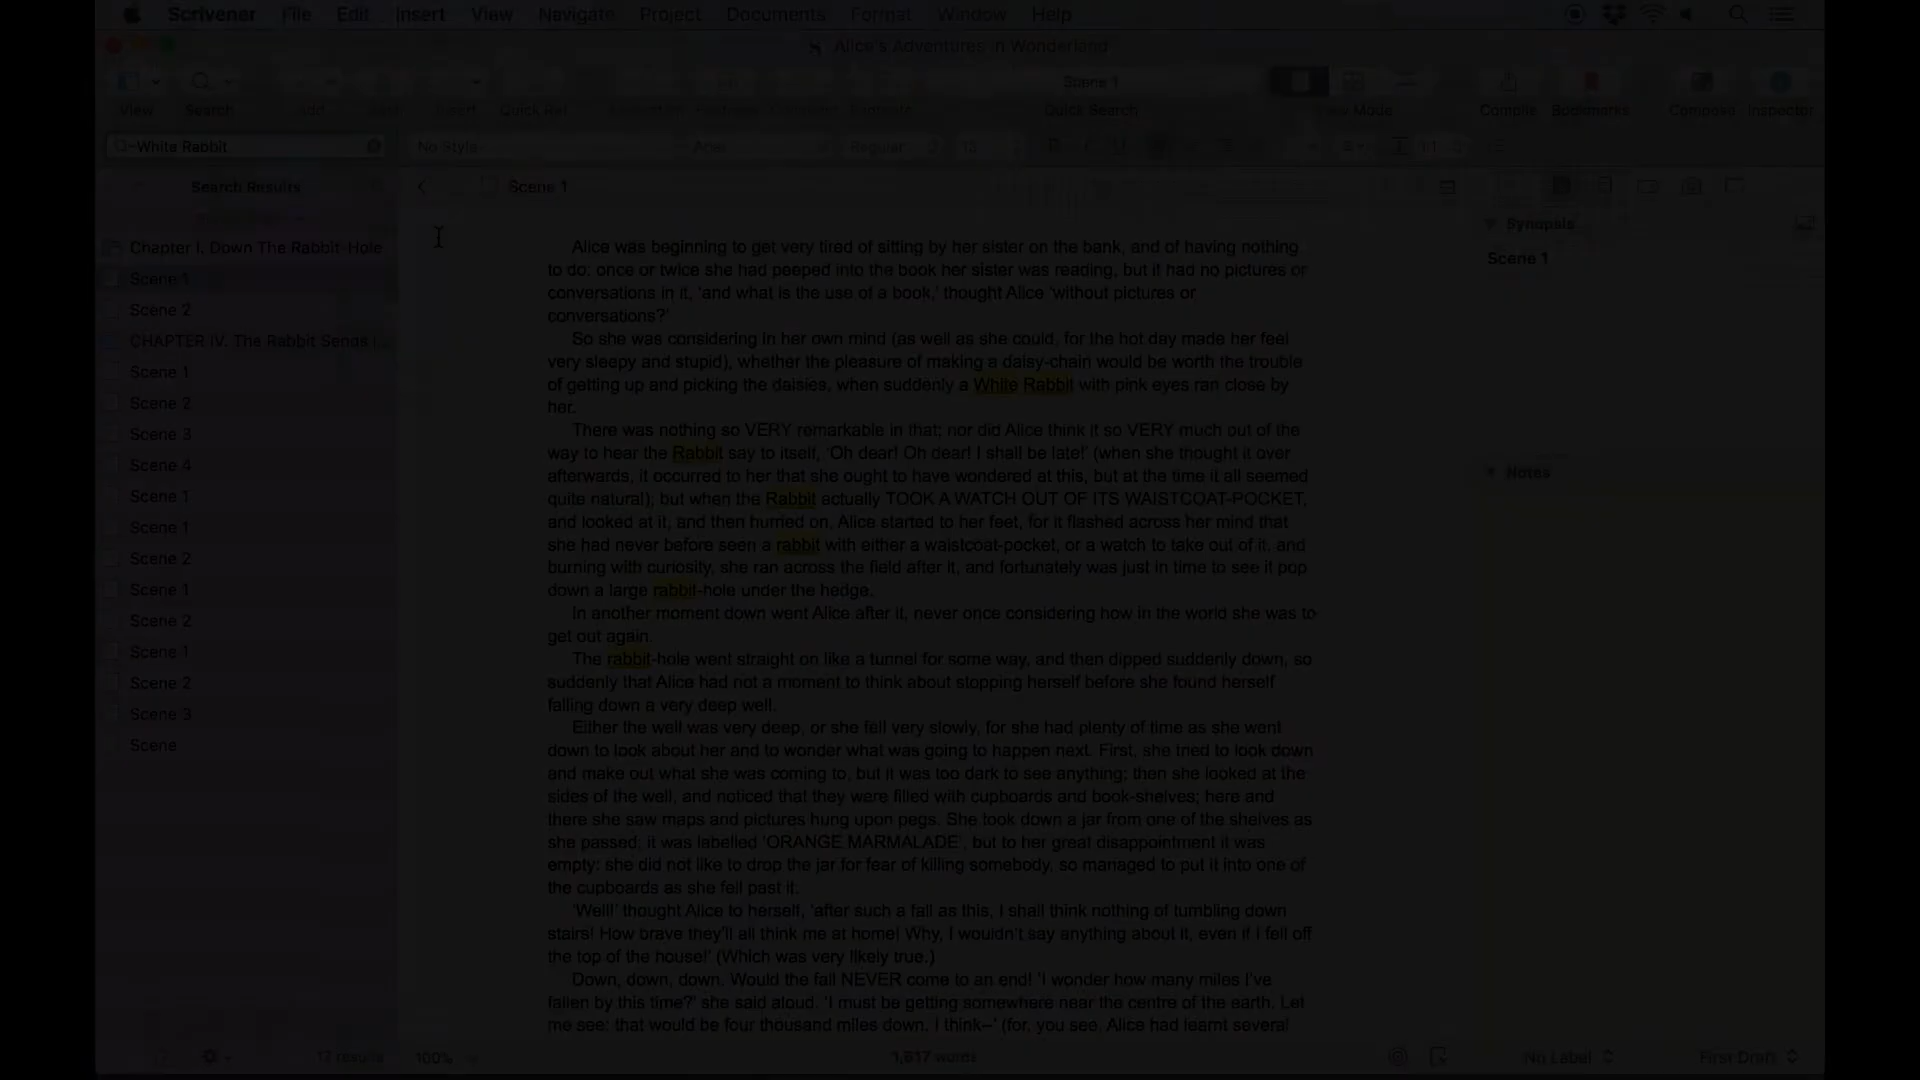 Scrivener File Edit Insert View Navigate Project Documents Format Window Help
Alice's Adventures in Wonderland
Scene 1
View Search Add Insert Quick Ref Quick Search View Mode Compile Bookmarks Compose Inspector
White Rabbit
No Style Arial Regular 13 1.1
Search Results
Scene 1
Chapter I. Down The Rabbit-Hole
Scene 1
Scene 2
CHAPTER IV. The Rabbit Sends i...
Scene 1
Scene 2
Scene 3
Scene 4
Scene 1
Scene 1
Scene 2
Scene 1
Scene 2
Scene 1
Scene 2
Scene 3
Scene
Alice was beginning to get very tired of sitting by her sister on the bank, and of having nothing
to do: once or twice she had peeped into the book her sister was reading, but it had no pictures or
conversations in it, 'and what is the use of a book,' thought Alice 'without pictures or
conversations?'
So she was considering in her own mind (as well as she could, for the hot day made her feel
very sleepy and stupid), whether the pleasure of making a daisy-chain would be worth the trouble
of getting up and picking the daisies, when suddenly a White Rabbit with pink eyes ran close by
her.
There was nothing so VERY remarkable in that; nor did Alice think it so VERY much out of the
way to hear the Rabbit say to itself, 'Oh dear! Oh dear! I shall be late!' (when she thought it over
afterwards, it occurred to her that she ought to have wondered at this, but at the time it all seemed
quite natural); but when the Rabbit actually TOOK A WATCH OUT OF ITS WAISTCOAT-POCKET,
and looked at it, and then hurried on, Alice started to her feet, for it flashed across her mind that
she had never before seen a rabbit with either a waistcoat-pocket, or a watch to take out of it, and
burning with curiosity, she ran across the field after it, and fortunately was just in time to see it pop
down a large rabbit-hole under the hedge.
In another moment down went Alice after it, never once considering how in the world she was to
get out again.
The rabbit-hole went straight on like a tunnel for some way, and then dipped suddenly down, so
suddenly that Alice had not a moment to think about stopping herself before she found herself
falling down a very deep well.
Either the well was very deep, or she fell very slowly, for she had plenty of time as she went
down to look about her and to wonder what was going to happen next. First, she tried to look down
and make out what she was coming to, but it was too dark to see anything; then she looked at the
sides of the well, and noticed that they were filled with cupboards and book-shelves; here and
there she saw maps and pictures hung upon pegs. She took down a jar from one of the shelves as
she passed; it was labelled 'ORANGE MARMALADE', but to her great disappointment it was
empty: she did not like to drop the jar for fear of killing somebody, so managed to put it into one of
the cupboards as she fell past it.
'Well!' thought Alice to herself, 'after such a fall as this, I shall think nothing of tumbling down
stairs! How brave they'll all think me at home! Why, I wouldn't say anything about it, even if I fell off
the top of the house!' (Which was very likely true.)
Down, down, down. Would the fall NEVER come to an end! 'I wonder how many miles I've
fallen by this time?' she said aloud. 'I must be getting somewhere near the centre of the earth. Let
me see: that would be four thousand miles down, I think--' (for, you see, Alice had learnt several
Synopsis
Scene 1
Notes
17 results
100%
1,617 words
No Label
First Draft